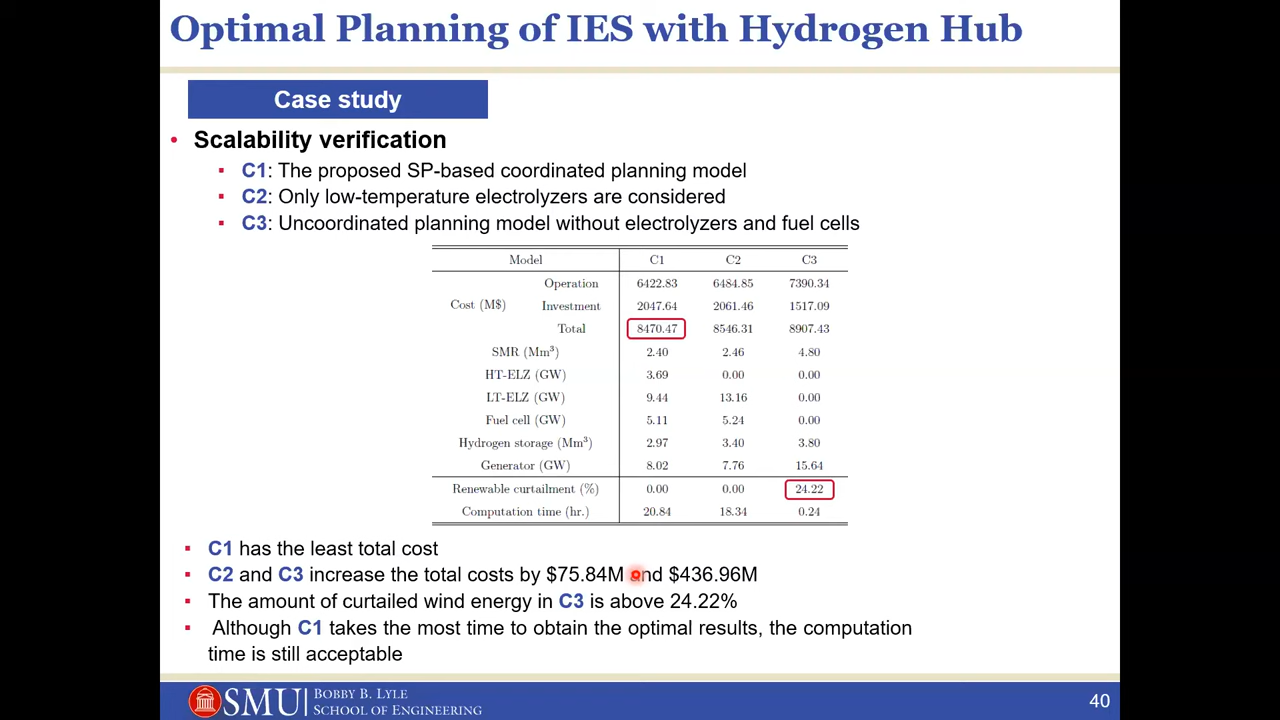 Optimal Planning of IES with Hydrogen Hub
Case study
• Scalability verification
▪ C1: The proposed SP-based coordinated planning model
▪ C2: Only low-temperature electrolyzers are considered
▪ C3: Uncoordinated planning model without electrolyzers and fuel cells
Model C1 C2 C3
Operation 6422.83 6484.85 7390.34
Cost (M$) Investment 2047.64 2061.46 1517.09
Total 8470.47 8546.31 8907.43
SMR (Mm³) 2.40 2.46 4.80
HT-ELZ (GW) 3.69 0.00 0.00
LT-ELZ (GW) 9.44 13.16 0.00
Fuel cell (GW) 5.11 5.24 0.00
Hydrogen storage (Mm³) 2.97 3.40 3.80
Generator (GW) 8.02 7.76 15.64
Renewable curtailment (%) 0.00 0.00 24.22
Computation time (hr.) 20.84 18.34 0.24
▪ C1 has the least total cost
▪ C2 and C3 increase the total costs by $75.84M and $436.96M
▪ The amount of curtailed wind energy in C3 is above 24.22%
▪ Although C1 takes the most time to obtain the optimal results, the computation
time is still acceptable
SMU BOBBY B. LYLE
SCHOOL OF ENGINEERING
40